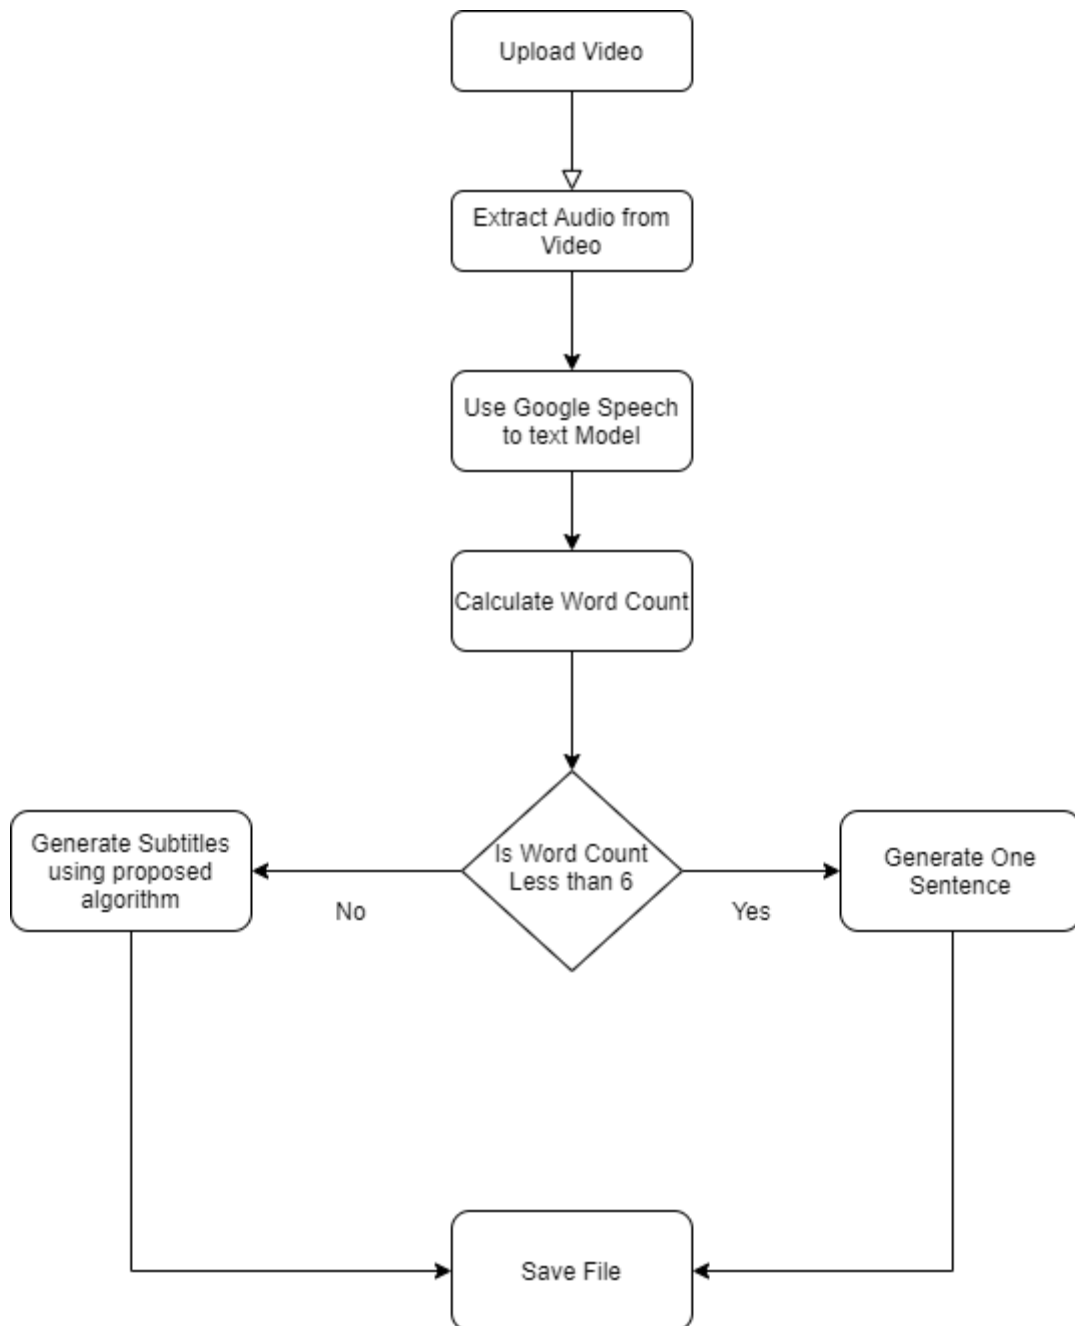 Upload Video
Extract Audio from
Video
Use Google Speech
to text Model
Calculate Word Count
Is Word Count
Less than 6
Generate Subtitles
using proposed
algorithm
No
Yes
Generate One
Sentence
Save File